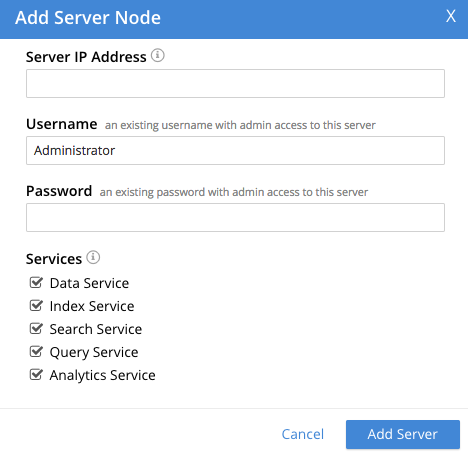 Add Server Node X
Server IP Address
Username an existing username with admin access to this server
Administrator
Password an existing password with admin access to this server
Services
Data Service
Index Service
Search Service
Query Service
Analytics Service
Cancel Add Server